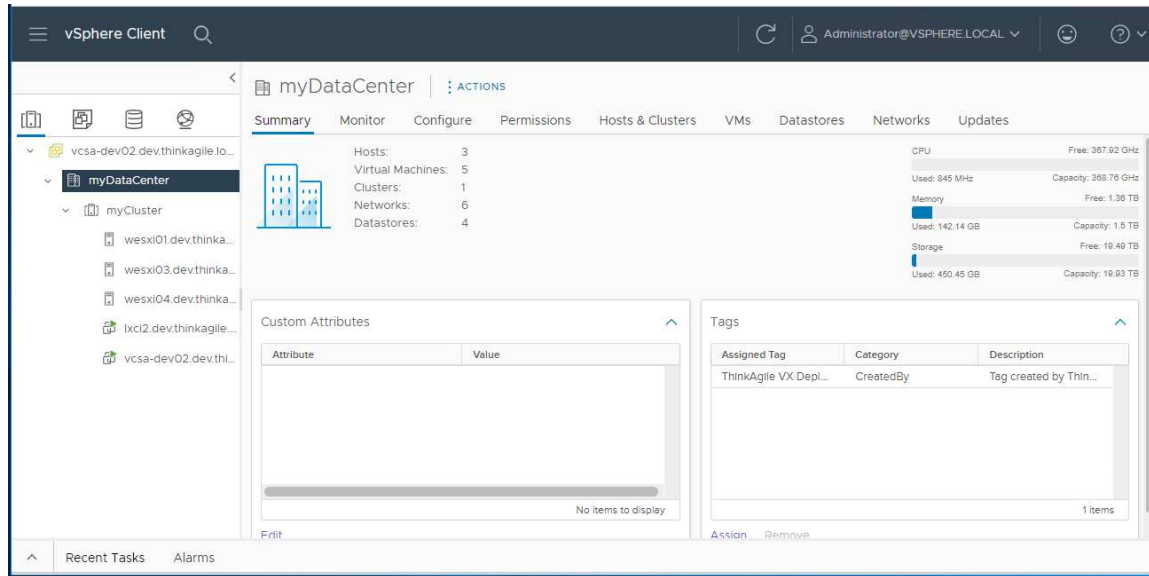 vSphere Client
Administrator@VSPHERE.LOCAL
myDataCenter
ACTIONS
Summary Monitor Configure Permissions Hosts & Clusters VMs Datastores Networks Updates
vcsa-dev02.dev.thinkagile.lo...
myDataCenter
myCluster
wesxi01.dev.thinka...
wesxi03.dev.thinka...
wesxi04.dev.thinka...
lxci2.dev.thinkagile....
vcsa-dev02.dev.thi...
Hosts: 3
Virtual Machines: 5
Clusters: 1
Networks: 6
Datastores: 4
CPU Free: 367.92 GHz
Used: 845 MHz Capacity: 368.76 GHz
Memory Free: 1.36 TB
Used: 142.14 GB Capacity: 1.5 TB
Storage Free: 19.49 TB
Used: 450.45 GB Capacity: 19.93 TB
Custom Attributes
Attribute Value
No items to display
Edit
Tags
Assigned Tag Category Description
ThinkAgile VX Depl... CreatedBy Tag created by Thin...
1 items
Assign Remove
Recent Tasks Alarms